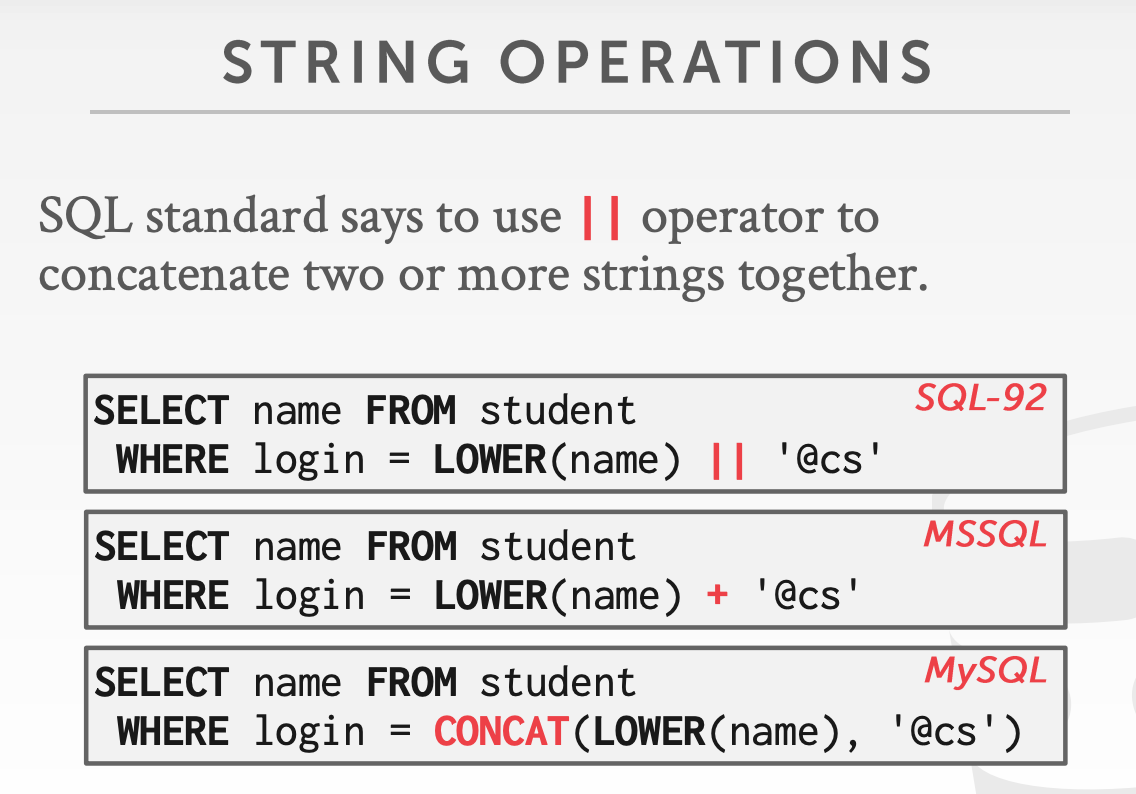 STRING OPERATIONS
SQL standard says to use || operator to
concatenate two or more strings together.
SQL-92
SELECT name FROM student
WHERE login = LOWER(name) || '@cs'
MSSQL
SELECT name FROM student
WHERE login = LOWER(name) + '@cs'
MySQL
SELECT name FROM student
WHERE login = CONCAT(LOWER(name), '@cs')